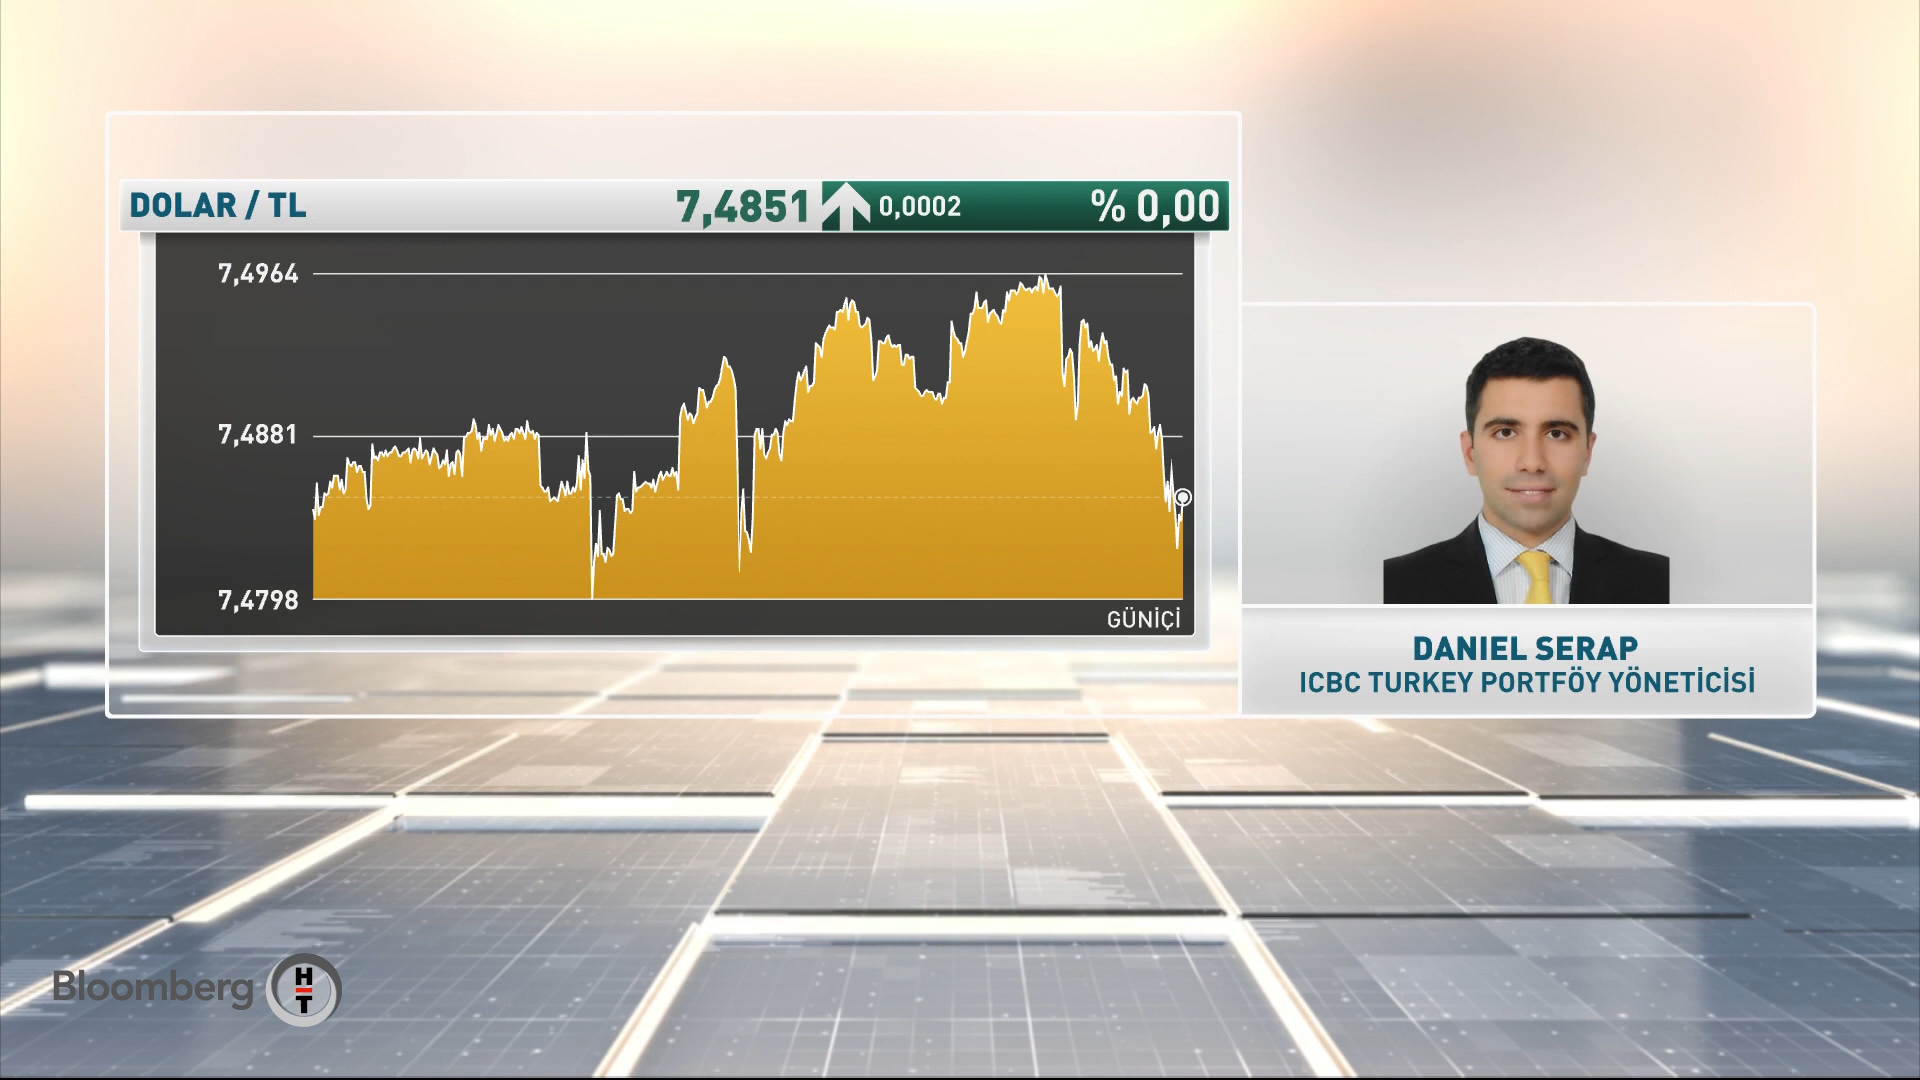 DOLAR / TL 7,4851 0,0002 % 0,00
7,4964
7,4881
7,4798
GÜNİÇİ
DANIEL SERAP
ICBC TURKEY PORTFÖY YÖNETİCİSİ
Bloomberg HT